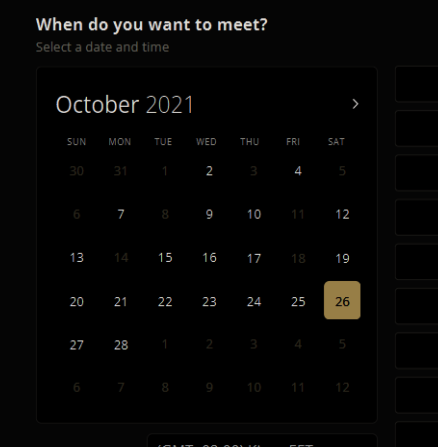 When do you want to meet?
Select a date and time
October 2021
SUN MON TUE WED THU FRI SAT
30 31 1 2 3 4 5
6 7 8 9 10 11 12
13 14 15 16 17 18 19
20 21 22 23 24 25 26
27 28 1 2 3 4 5
6 7 8 9 10 11 12